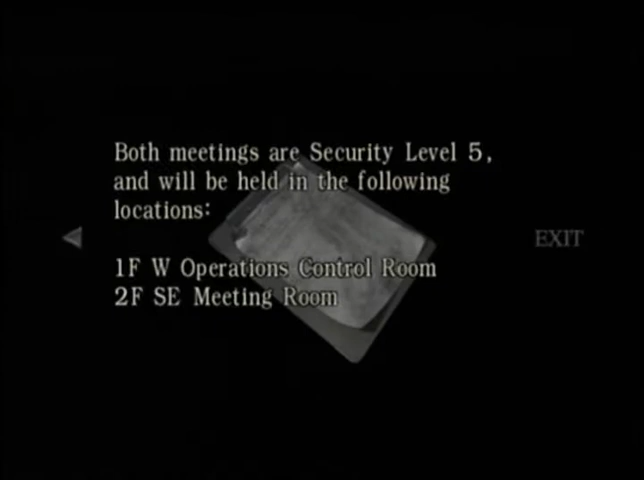 Both meetings are Security Level 5,
and will be held in the following
locations:
EXIT
1F W Operations Control Room
2F SE Meeting Room